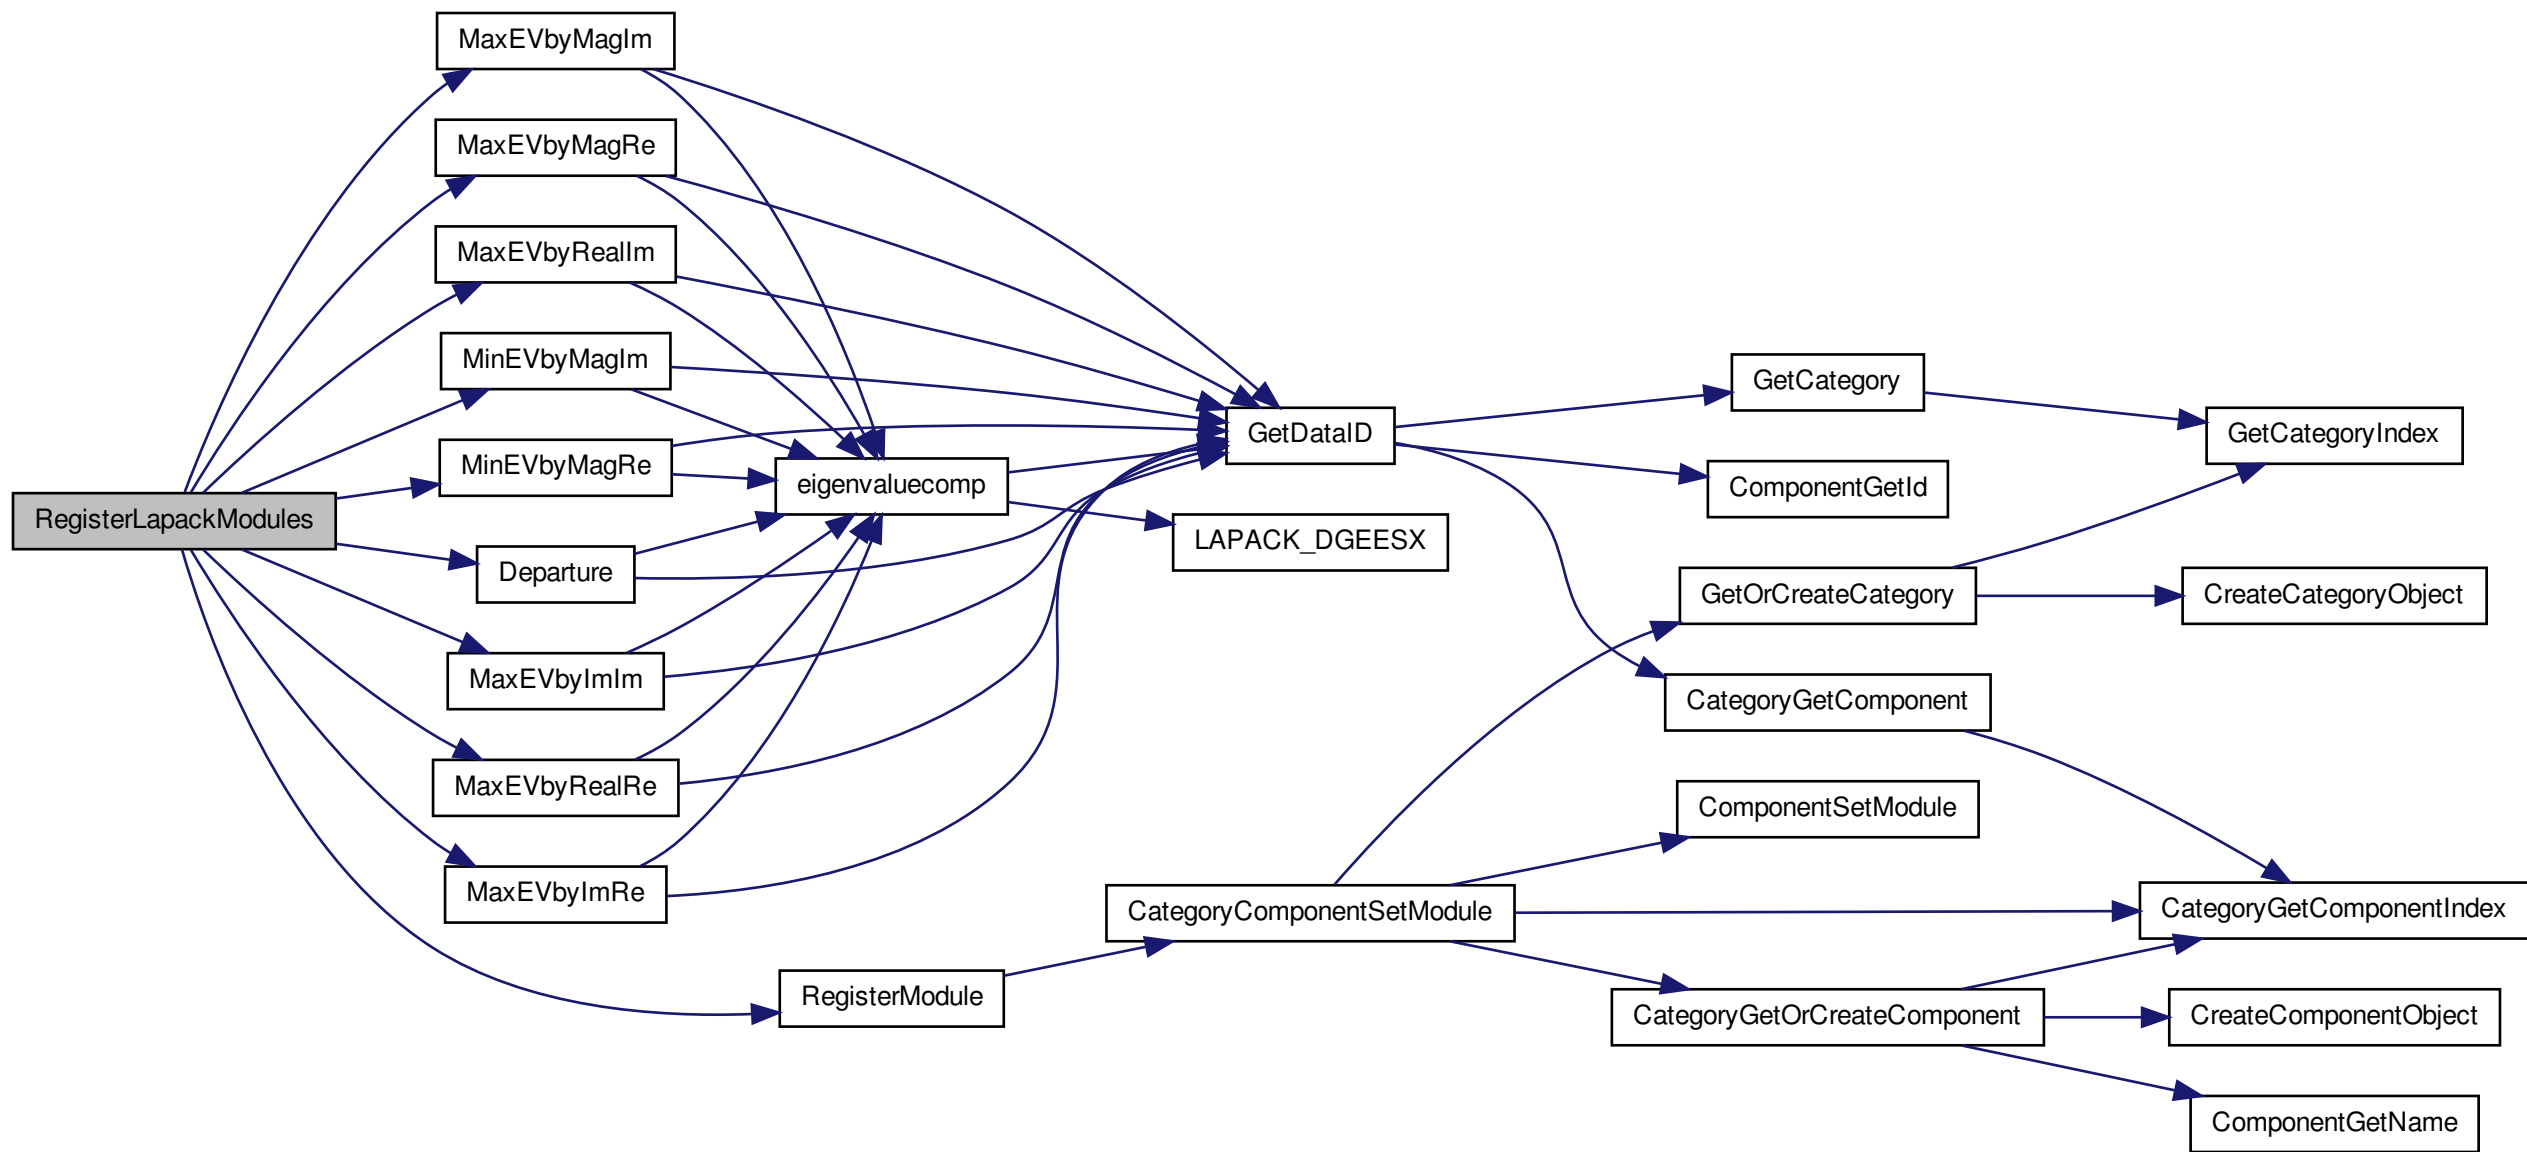 RegisterLapackModules
MaxEVbyMagIm
MaxEVbyMagRe
MaxEVbyRealIm
MinEVbyMagIm
MinEVbyMagRe
Departure
MaxEVbyImIm
MaxEVbyRealRe
MaxEVbyImRe
RegisterModule
eigenvaluecomp
GetDataID
LAPACK_DGEESX
CategoryComponentSetModule
GetCategory
ComponentGetId
GetOrCreateCategory
CategoryGetComponent
ComponentSetModule
CategoryGetOrCreateComponent
GetCategoryIndex
CreateCategoryObject
CategoryGetComponentIndex
CreateComponentObject
ComponentGetName